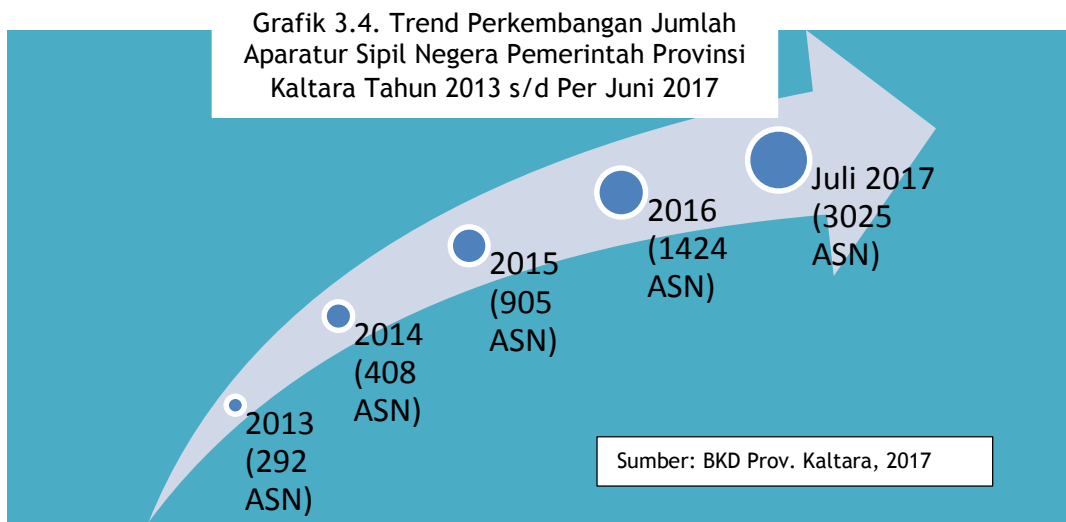 Grafik 3.4. Trend Perkembangan Jumlah
Aparatur Sipil Negera Pemerintah Provinsi
Kaltara Tahun 2013 s/d Per Juni 2017
2013
(292
ASN)
2014
(408
ASN)
2015
(905
ASN)
2016
(1424
ASN)
Juli 2017
(3025
ASN)
Sumber: BKD Prov. Kaltara, 2017